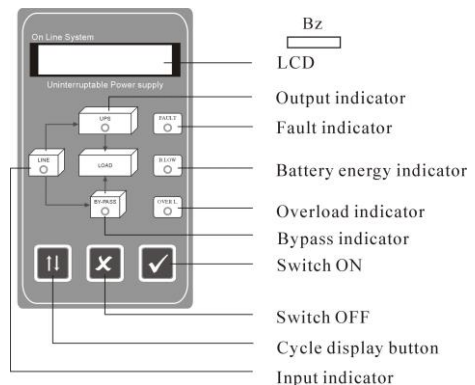 Bz
On Line System
LCD
Uninterruptable Power supply
UPS
FAULT
Output indicator
Fault indicator
LINE
LOAD
B.LOW
Battery energy indicator
BY-PASS
OVER L.
Overload indicator
Bypass indicator
Switch ON
Switch OFF
Cycle display button
Input indicator